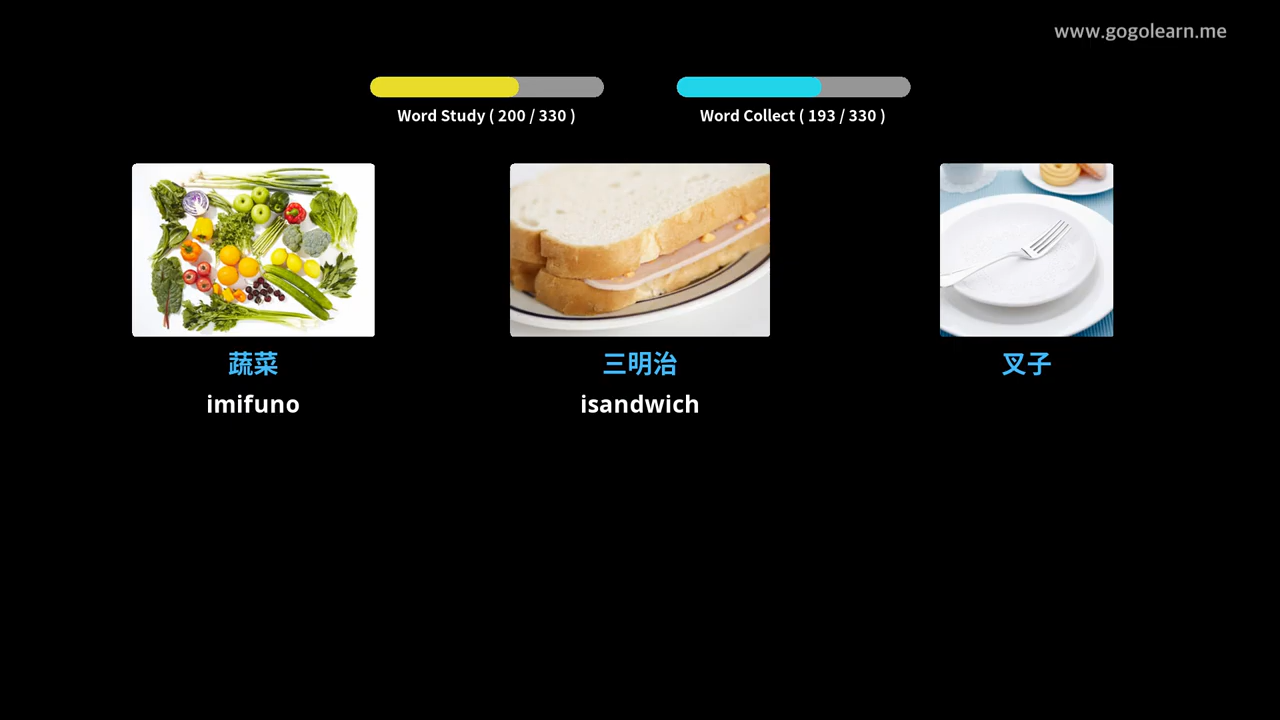 www.gogolearn.me
Word Study ( 200 / 330 )
Word Collect ( 193 / 330 )
蔬菜
三明治
叉子
imifuno
isandwich